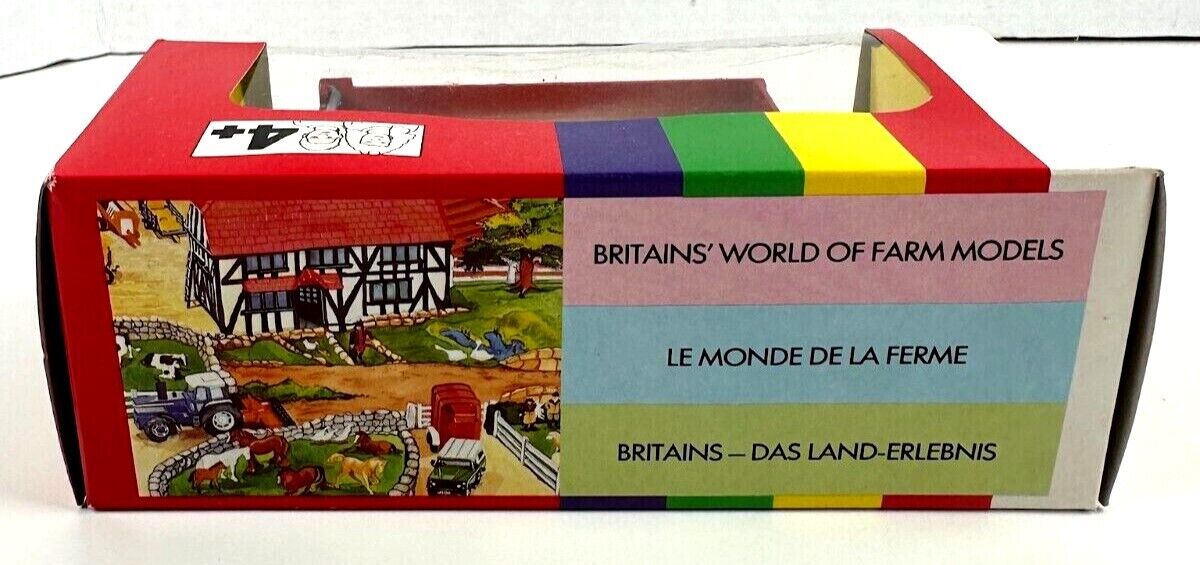 4+
BRITAINS' WORLD OF FARM MODELS
LE MONDE DE LA FERME
BRITAINS – DAS LAND-ERLEBNIS